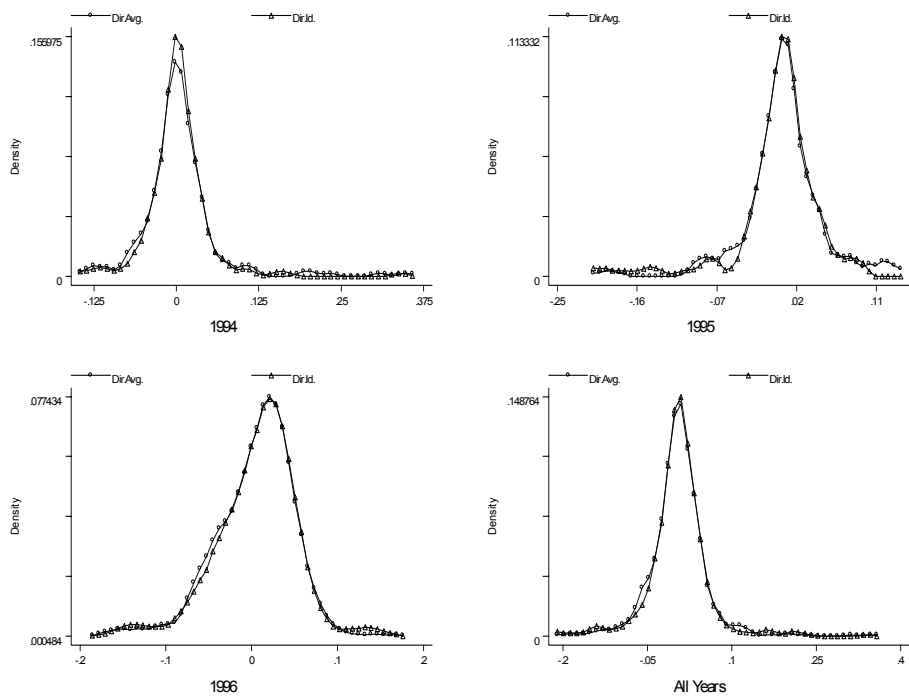 Dir.Avg. Dir.Id.
.155975
Density
0
-.125 0 .125 .25 .375
1994
Dir.Avg. Dir.Id.
.113332
Density
0
-.25 -.16 -.07 .02 .11
1995
Dir.Avg. Dir.Id.
.077434
Density
.000484
-.2 -.1 0 .1 .2
1996
Dir.Avg. Dir.Id.
.148764
Density
0
-.2 -.05 .1 .25 .4
All Years